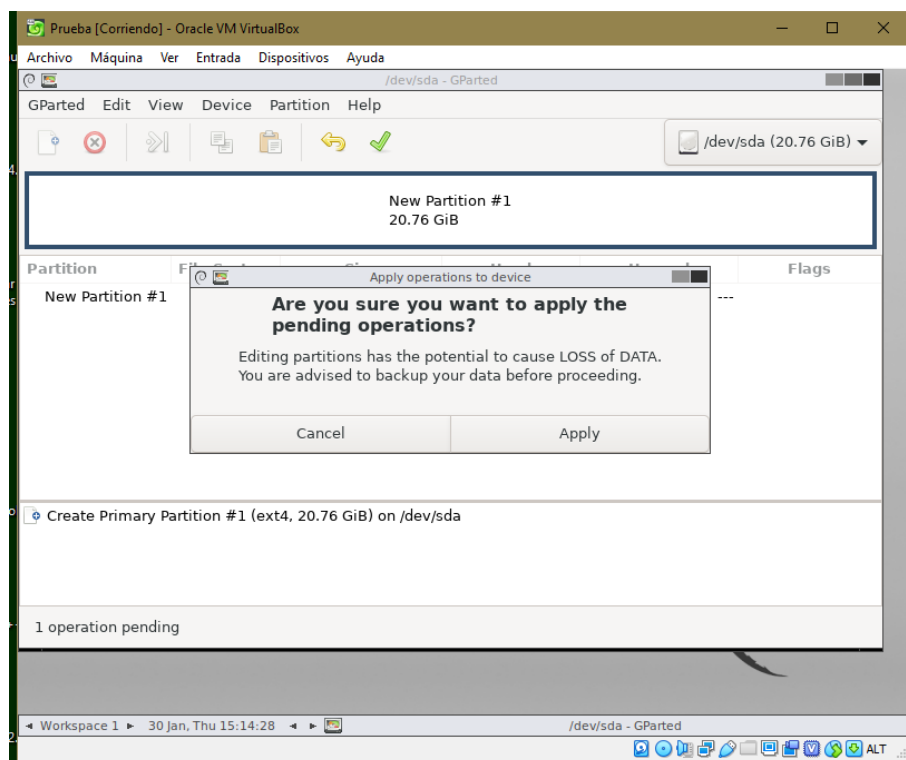 Prueba [Corriendo] - Oracle VM VirtualBox
Archivo Máquina Ver Entrada Dispositivos Ayuda
/dev/sda - GParted
GParted Edit View Device Partition Help
/dev/sda (20.76 GiB)
New Partition #1
20.76 GiB
Partition Flags
New Partition #1 ---
Apply operations to device
Are you sure you want to apply the
pending operations?
Editing partitions has the potential to cause LOSS of DATA.
You are advised to backup your data before proceeding.
Cancel Apply
Create Primary Partition #1 (ext4, 20.76 GiB) on /dev/sda
1 operation pending
Workspace 1 30 Jan, Thu 15:14:28 /dev/sda - GParted
ALT